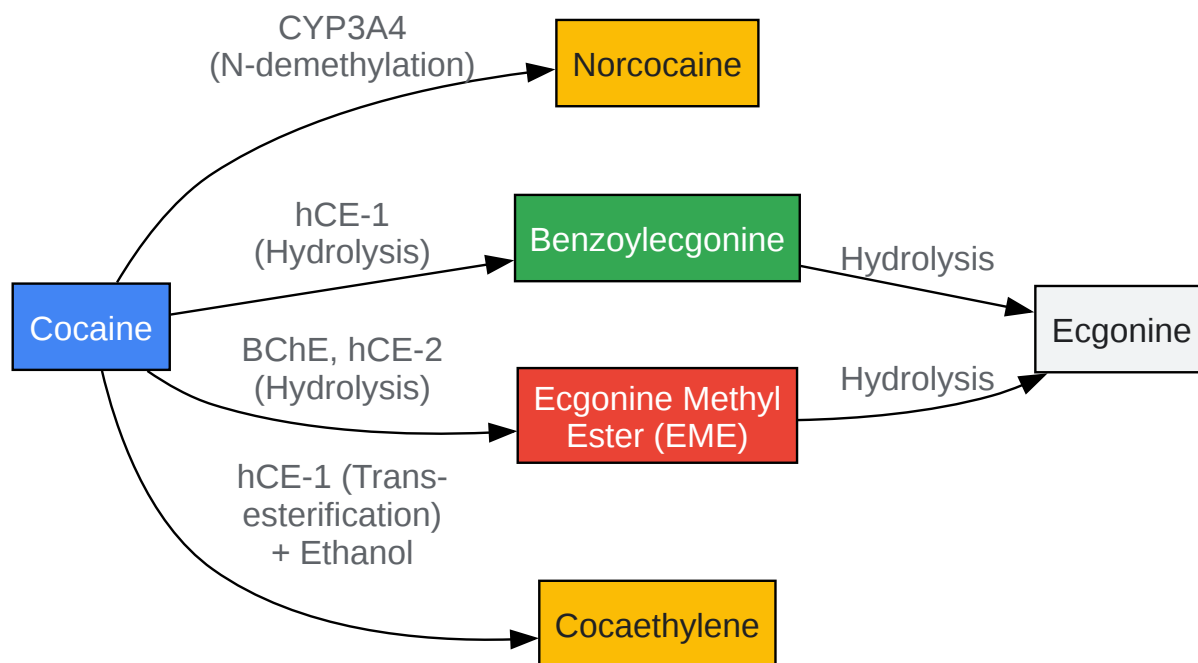 CYP3A4
(N-demethylation)
Norcocaine
hCE-1
(Hydrolysis)
Benzoylecgonine
Hydrolysis
Cocaine
Ecgonine
BChE, hCE-2
(Hydrolysis)
Ecgonine Methyl
Ester (EME)
Hydrolysis
hCE-1 (Trans-
esterification)
+ Ethanol
Cocaethylene